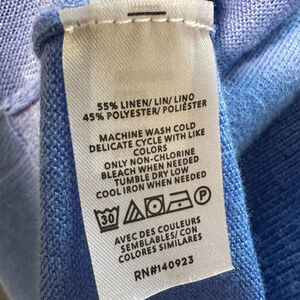 55% LINEN/ LIN/ LINO
45% POLYESTER/ POLIÉSTER
MACHINE WASH COLD
DELICATE CYCLE WITH LIKE
COLORS
ONLY NON-CHLORINE
BLEACH WHEN NEEDED
TUMBLE DRY LOW
COOL IRON WHEN NEEDED
30 P
AVEC DES COULEURS
SEMBLABLES/ CON
COLORES SIMILARES
RN#140923